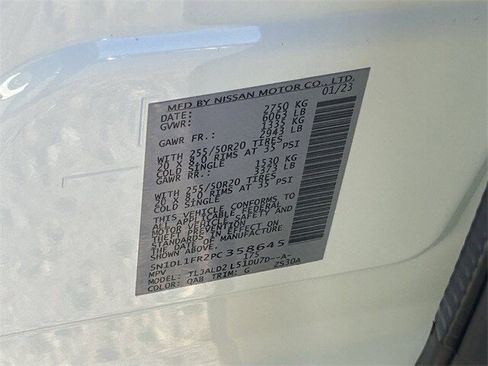 MFD BY NISSAN MOTOR CO., LTD.
DATE: 01/23
GVWR: 2750 KG
6063 LB
GAWR FR.: 1335 KG
2943 LB
WITH 255/50R20 TIRES
20 X 8.0 RIMS AT 35 PSI
COLD SINGLE
GAWR RR.: 1530 KG
3373 LB
WITH 255/50R20 TIRES
20 X 8.0 RIMS AT 35 PSI
COLD SINGLE
THIS VEHICLE CONFORMS TO
ALL APPLICABLE FEDERAL
MOTOR VEHICLE SAFETY AND
THEFT PREVENTION
STANDARDS IN EFFECT ON
THE DATE OF MANUFACTURE
SHOWN ABOVE.
5N1DL1FR2PC358645
MPV 175
MODEL: TLJALDZ L51DU7D--A-
COLOR: QAB TRIM: G ZS30A